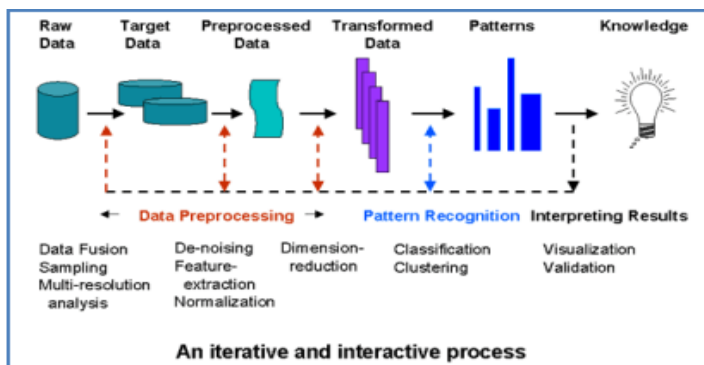 Raw Data
Target Data
Preprocessed Data
Transformed Data
Patterns
Knowledge
Data Preprocessing
Pattern Recognition
Interpreting Results
Data Fusion
Sampling
Multi-resolution
analysis
De-noising
Feature-
extraction
Normalization
Dimension-
reduction
Classification
Clustering
Visualization
Validation
An iterative and interactive process